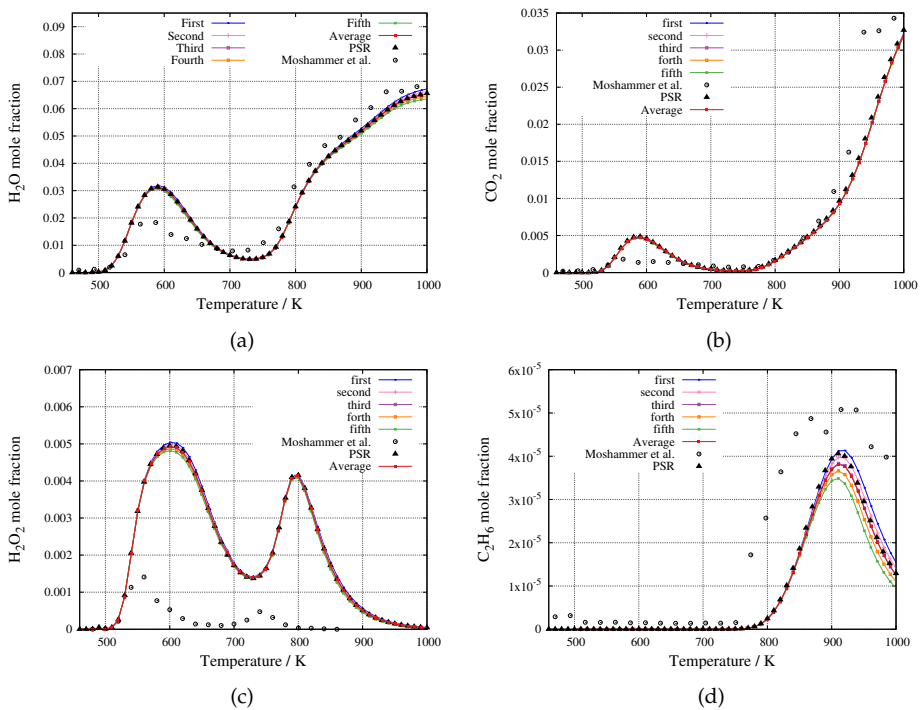 0.095
0.09
0.08
0.07
0.06
0.05
0.04
0.03
0.02
0.01
0
H2O mole fraction
First
Second
Third
Fourth
Fifth
Average
PSR
Moshammer et al.
500 600 700 800 900 1000
Temperature / K
(a)
0.035
0.03
0.025
0.02
0.015
0.01
0.005
0
CO2 mole fraction
first
second
third
forth
fifth
Moshammer et al.
PSR
Average
500 600 700 800 900 1000
Temperature / K
(b)
0.007
0.006
0.005
0.004
0.003
0.002
0.001
0
H2O2 mole fraction
first
second
third
forth
fifth
Moshammer et al.
PSR
Average
500 600 700 800 900 1000
Temperature / K
(c)
6x10-5
5x10-5
4x10-5
3x10-5
2x10-5
1x10-5
0
C2H6 mole fraction
first
second
third
forth
fifth
Average
Moshammer et al.
PSR
500 600 700 800 900 1000
Temperature / K
(d)